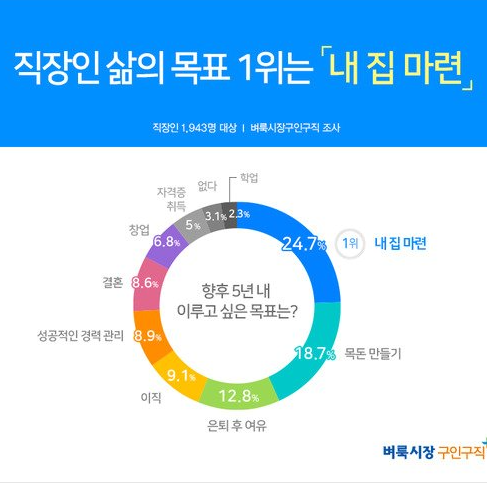 직장인 삶의 목표 1위는 「내 집 마련」
직장인 1,943명 대상 | 벼룩시장구인구직 조사
학업
없다
자격증
취득
2.3%
3.1%
5%
창업
6.8%
24.7%
1위
내 집 마련
결혼
8.6%
향후 5년 내
이루고 싶은 목표는?
성공적인 경력 관리
8.9%
18.7%
목돈 만들기
이직
9.1%
12.8%
은퇴 후 여유
벼룩시장 구인구직